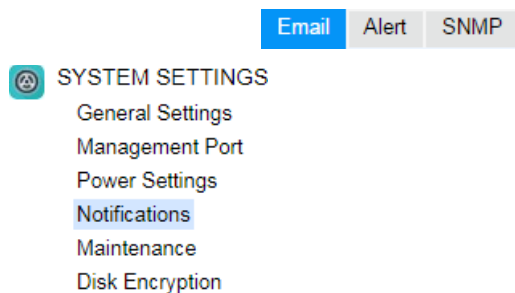 Email Alert SNMP
SYSTEM SETTINGS
General Settings
Management Port
Power Settings
Notifications
Maintenance
Disk Encryption